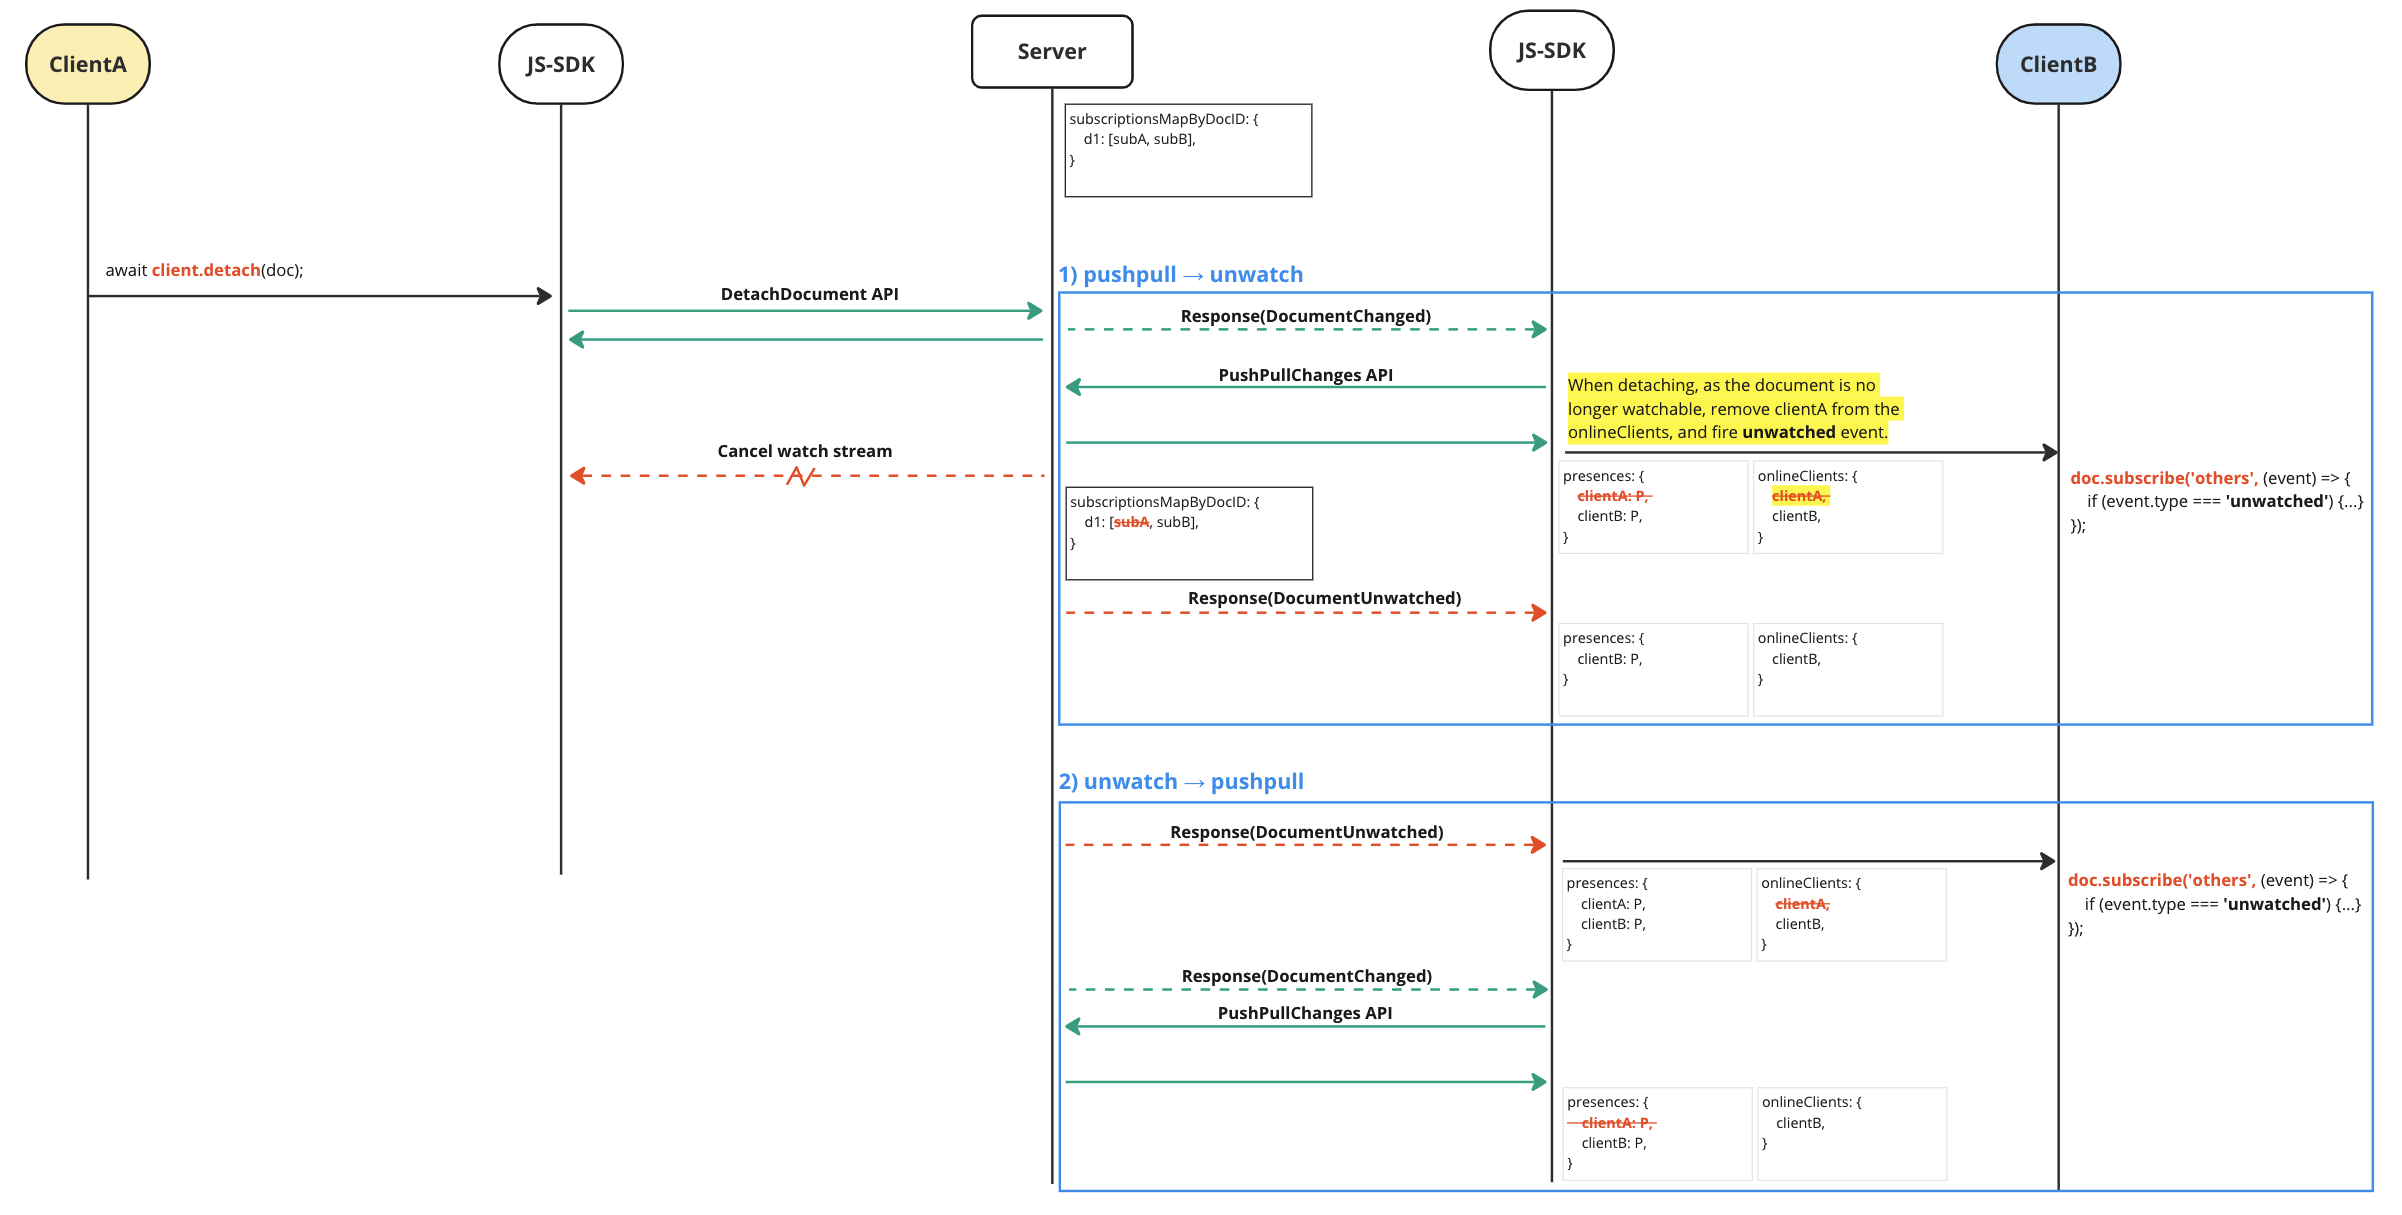 ClientA
JS-SDK
Server
JS-SDK
ClientB
subscriptionsMapByDocID: {
d1: [subA, subB],
}
await client.detach(doc);
DetachDocument API
1) pushpull → unwatch
Response(DocumentChanged)
PushPullChanges API
When detaching, as the document is no
longer watchable, remove clientA from the
onlineClients, and fire unwatched event.
Cancel watch stream
subscriptionsMapByDocID: {
d1: [subA, subB],
}
presences: {
clientA: P,
clientB: P,
}
onlineClients: {
clientA,
clientB,
}
doc.subscribe('others', (event) => {
if (event.type === 'unwatched') {...}
});
Response(DocumentUnwatched)
presences: {
clientB: P,
}
onlineClients: {
clientB,
}
2) unwatch → pushpull
Response(DocumentUnwatched)
presences: {
clientA: P,
clientB: P,
}
onlineClients: {
clientA,
clientB,
}
doc.subscribe('others', (event) => {
if (event.type === 'unwatched') {...}
});
Response(DocumentChanged)
PushPullChanges API
presences: {
clientA: P,
clientB: P,
}
onlineClients: {
clientB,
}